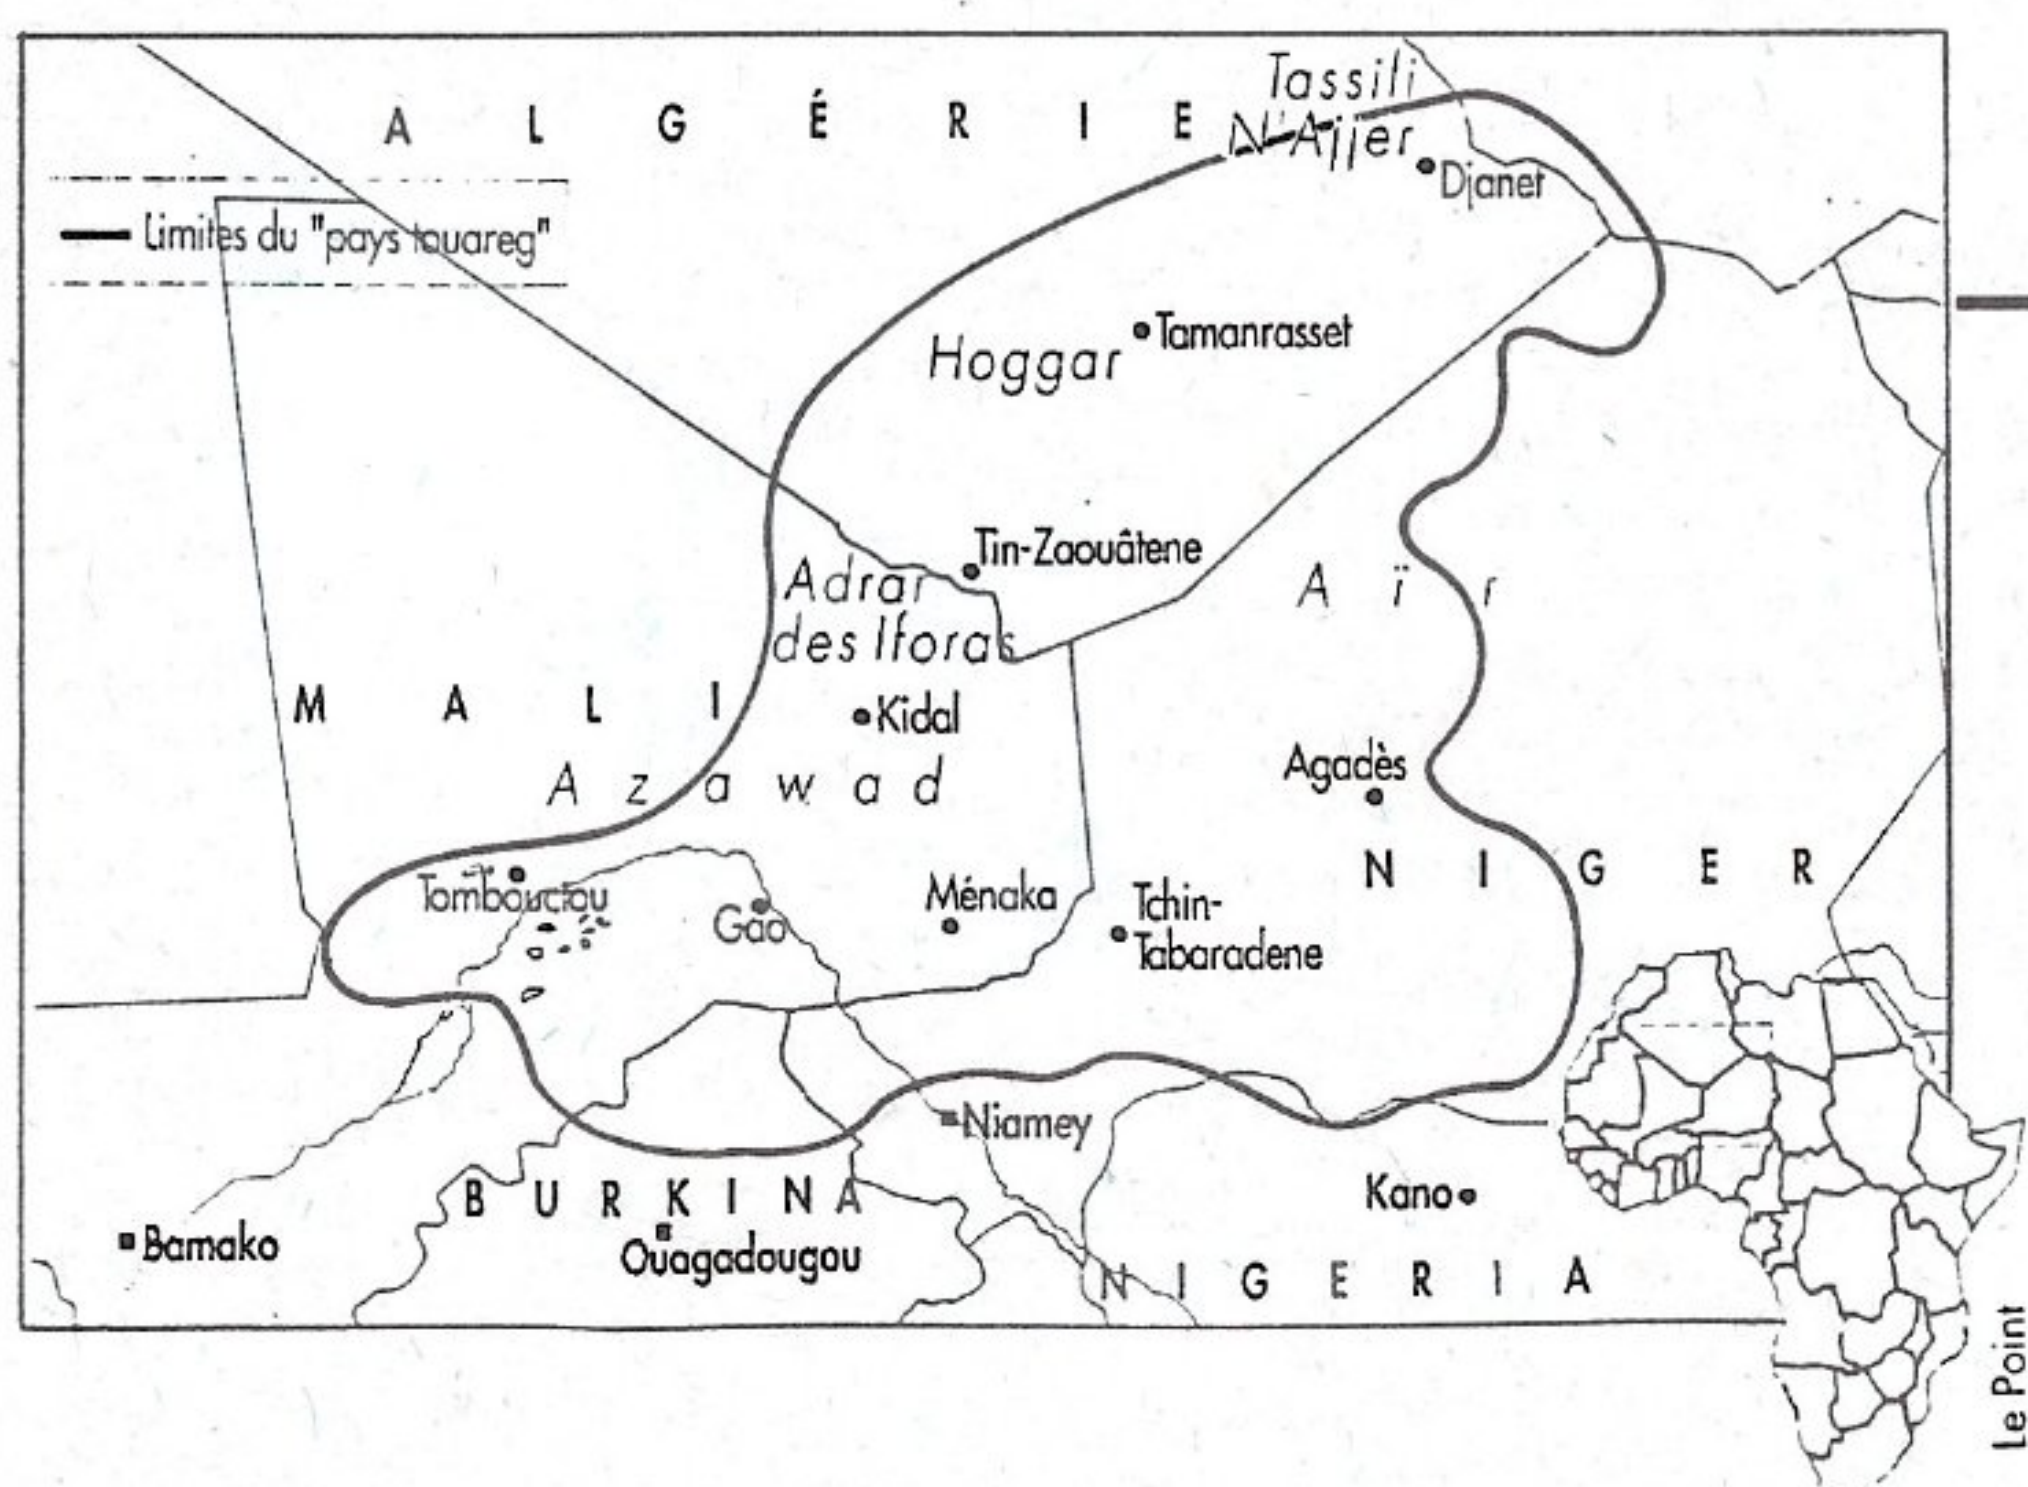 Tassili
N'Ajjer
ALGÉRIE
Djanet
Limites du "pays touareg"
Tamanrasset
Hoggar
Tin-Zaouâtene
Adrar
des Iforas
Aïr
MALI
Kidal
Azawad
Agadès
NIGER
Tombouctou
Gao
Ménaka
Tchin-
Tabaradene
Niamey
BURKINA
Kano
Bamako
Ouagadougou
NIGERIA
Le Point